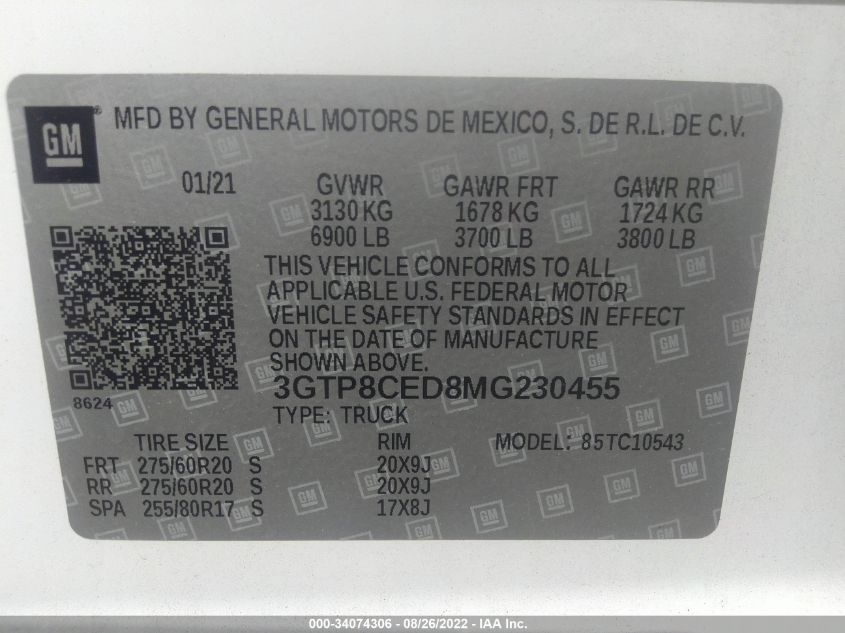 GM ® MFD BY GENERAL MOTORS DE MEXICO, S. DE R.L. DE C.V.
01/21 GVWR GAWR FRT GAWR RR
3130 KG 1678 KG 1724 KG
6900 LB 3700 LB 3800 LB
THIS VEHICLE CONFORMS TO ALL
APPLICABLE U.S. FEDERAL MOTOR
VEHICLE SAFETY STANDARDS IN EFFECT
ON THE DATE OF MANUFACTURE
SHOWN ABOVE.
3GTP8CED8MG230455
8624
TYPE: TRUCK
TIRE SIZE RIM MODEL: 85TC10543
FRT 275/60R20 S 20X9J
RR 275/60R20 S 20X9J
SPA 255/80R17 S 17X8J
000-34074306 - 08/26/2022 - IAA Inc.